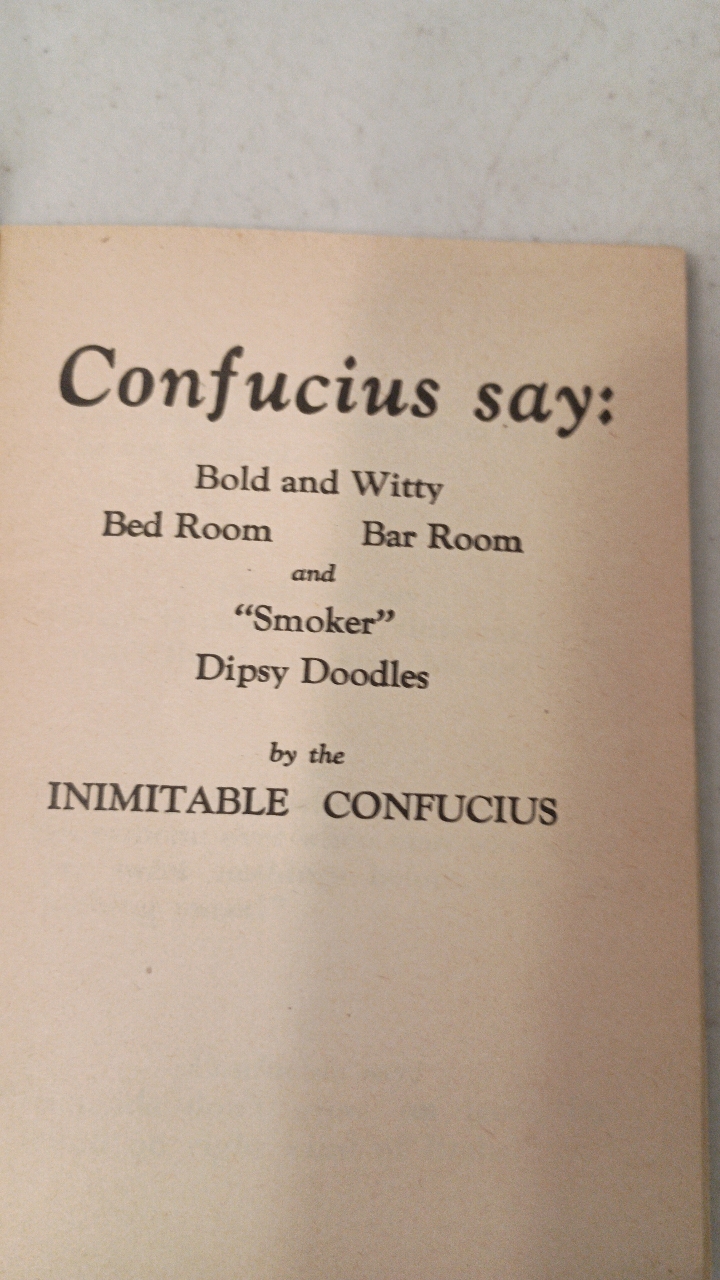 Confucius say:
Bold and Witty
Bed Room Bar Room
and
“Smoker”
Dipsy Doodles
by the
INIMITABLE CONFUCIUS